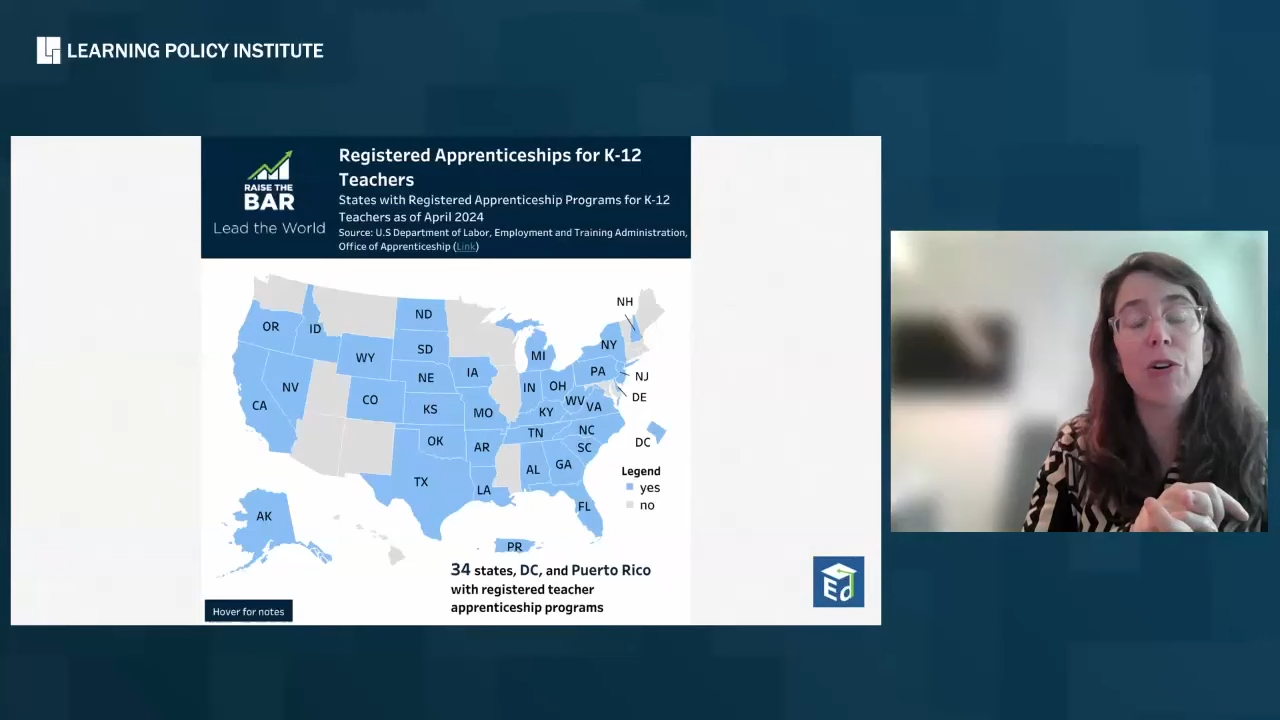 LEARNING POLICY INSTITUTE
RAISE THE
BAR
Lead the World
Registered Apprenticeships for K-12
Teachers
States with Registered Apprenticeship Programs for K-12
Teachers as of April 2024
Source: U.S Department of Labor, Employment and Training Administration,
Office of Apprenticeship (Link)
NH
ND
OR
ID
NY
SD
MI
WY
PA
IA
NJ
NE
NV
IN
OH
DE
CO
WV
CA
KS
MO
KY
VA
NC
TN
OK
DC
AR
SC
AL
GA
Legend
TX
LA
yes
FL
no
AK
PR
34 states, DC, and Puerto Rico
with registered teacher
apprenticeship programs
Ed
Hover for notes